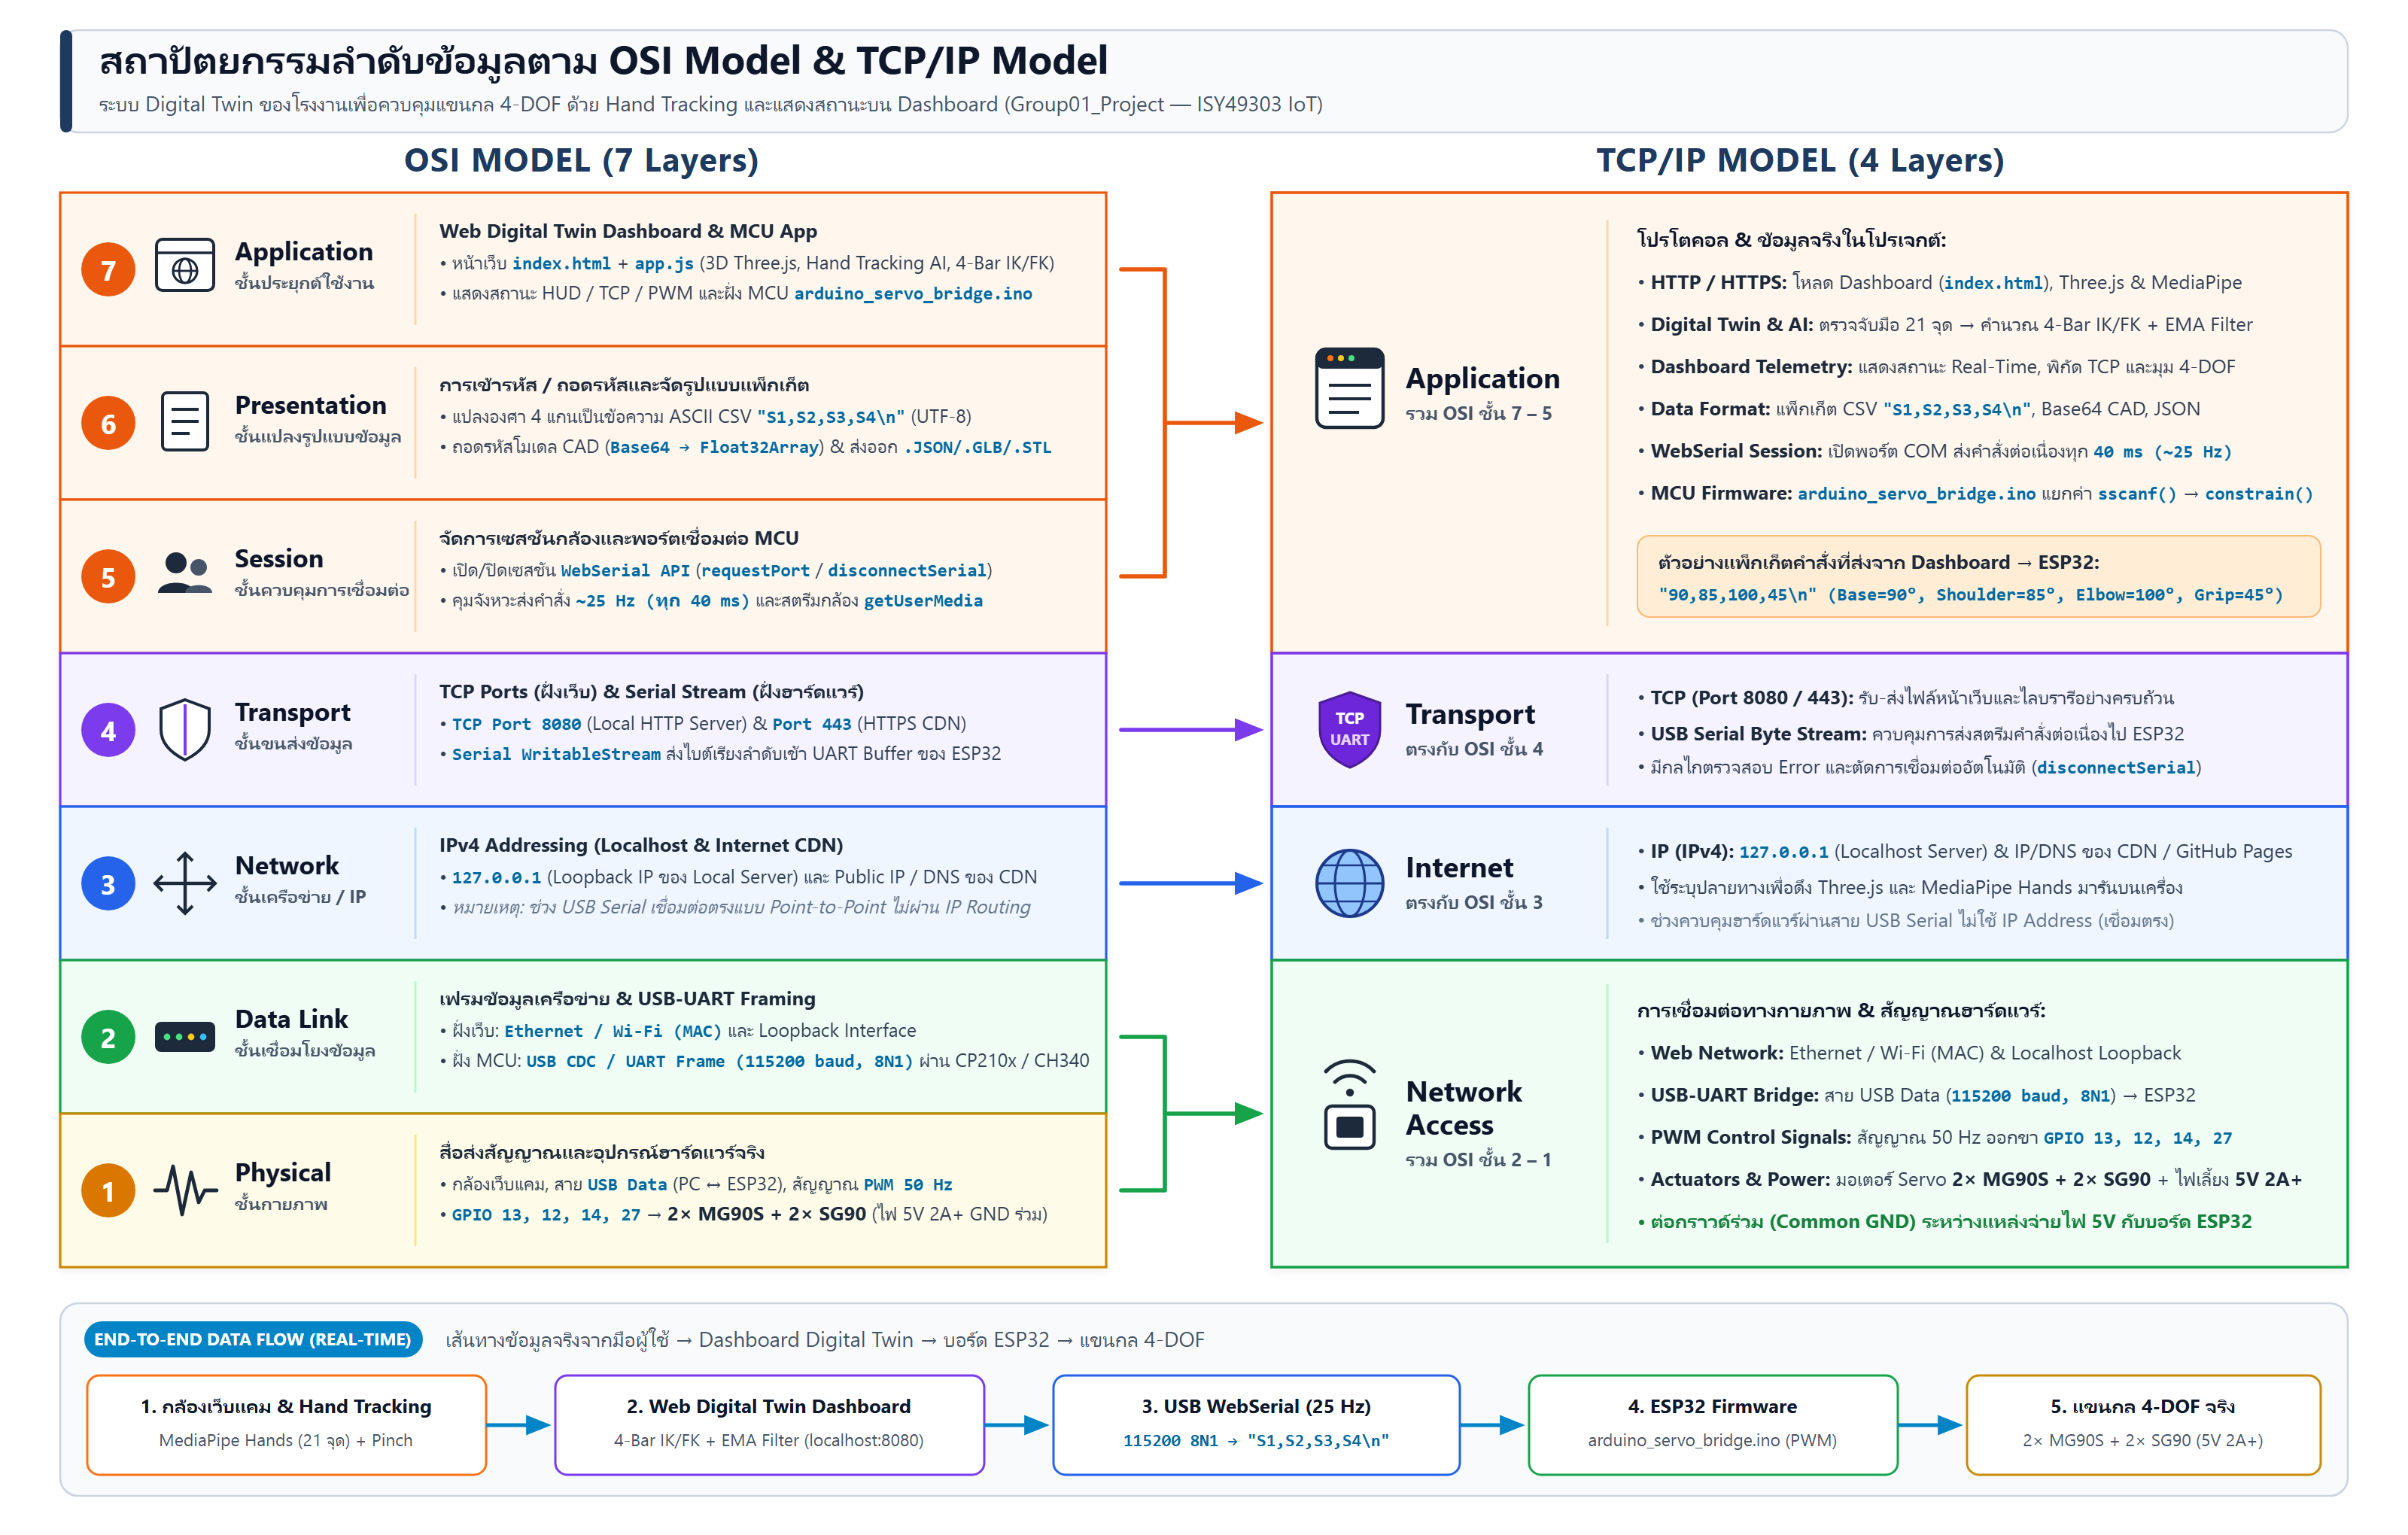 สถาปัตยกรรมลำดับข้อมูลตาม OSI Model & TCP/IP Model
ระบบ Digital Twin ของโรงงานเพื่อควบคุมแขนกล 4-DOF ด้วย Hand Tracking และแสดงสถานะบน Dashboard (Group01_Project — ISY49303 IoT)
OSI MODEL (7 Layers)
7
Application
ชั้นประยุกต์ใช้งาน
Web Digital Twin Dashboard & MCU App
• หน้าเว็บ index.html + app.js (3D Three.js, Hand Tracking AI, 4-Bar IK/FK)
• แสดงสถานะ HUD / TCP / PWM และฝั่ง MCU arduino_servo_bridge.ino
6
Presentation
ชั้นแปลงรูปแบบข้อมูล
การเข้ารหัส / ถอดรหัสและจัดรูปแบบแพ็กเก็ต
• แปลงองศา 4 แกนเป็นข้อความ ASCII CSV "S1,S2,S3,S4\n" (UTF-8)
• ถอดรหัสโมเดล CAD (Base64 → Float32Array) & ส่งออก .JSON/.GLB/.STL
5
Session
ชั้นควบคุมการเชื่อมต่อ
จัดการเซสชันกล้องและพอร์ตเชื่อมต่อ MCU
• เปิด/ปิดเซสชัน WebSerial API (requestPort / disconnectSerial)
• คุมจังหวะส่งคำสั่ง ~25 Hz (ทุก 40 ms) และสตรีมกล้อง getUserMedia
4
Transport
ชั้นขนส่งข้อมูล
TCP Ports (ฝั่งเว็บ) & Serial Stream (ฝั่งฮาร์ดแวร์)
• TCP Port 8080 (Local HTTP Server) & Port 443 (HTTPS CDN)
• Serial WritableStream ส่งไบต์เรียงลำดับเข้า UART Buffer ของ ESP32
3
Network
ชั้นเครือข่าย / IP
IPv4 Addressing (Localhost & Internet CDN)
• 127.0.0.1 (Loopback IP ของ Local Server) และ Public IP / DNS ของ CDN
• หมายเหตุ: ช่วง USB Serial เชื่อมต่อตรงแบบ Point-to-Point ไม่ผ่าน IP Routing
2
Data Link
ชั้นเชื่อมโยงข้อมูล
เฟรมข้อมูลเครือข่าย & USB-UART Framing
• ฝั่งเว็บ: Ethernet / Wi-Fi (MAC) และ Loopback Interface
• ฝั่ง MCU: USB CDC / UART Frame (115200 baud, 8N1) ผ่าน CP210x / CH340
1
Physical
ชั้นกายภาพ
สื่อส่งสัญญาณและอุปกรณ์ฮาร์ดแวร์จริง
• กล้องเว็บแคม, สาย USB Data (PC ↔ ESP32), สัญญาณ PWM 50 Hz
• GPIO 13, 12, 14, 27 → 2× MG90S + 2× SG90 (ไฟ 5V 2A+ GND ร่วม)
TCP/IP MODEL (4 Layers)
Application
รวม OSI ชั้น 7 – 5
โปรโตคอล & ข้อมูลจริงในโปรเจกต์:
• HTTP / HTTPS: โหลด Dashboard (index.html), Three.js & MediaPipe
• Digital Twin & AI: ตรวจจับมือ 21 จุด → คำนวณ 4-Bar IK/FK + EMA Filter
• Dashboard Telemetry: แสดงสถานะ Real-Time, พิกัด TCP และมุม 4-DOF
• Data Format: แพ็กเก็ต CSV "S1,S2,S3,S4\n", Base64 CAD, JSON
• WebSerial Session: เปิดพอร์ต COM ส่งคำสั่งต่อเนื่องทุก 40 ms (~25 Hz)
• MCU Firmware: arduino_servo_bridge.ino แยกค่า sscanf() → constrain()
ตัวอย่างแพ็กเก็ตคำสั่งที่ส่งจาก Dashboard → ESP32:
"90,85,100,45\n" (Base=90°, Shoulder=85°, Elbow=100°, Grip=45°)
TCP
UART
Transport
ตรงกับ OSI ชั้น 4
• TCP (Port 8080 / 443): รับ-ส่งไฟล์หน้าเว็บและไลบรารีอย่างครบถ้วน
• USB Serial Byte Stream: ควบคุมการส่งสตรีมคำสั่งต่อเนื่องไป ESP32
• มีกลไกตรวจสอบ Error และตัดการเชื่อมต่ออัตโนมัติ (disconnectSerial)
Internet
ตรงกับ OSI ชั้น 3
• IP (IPv4): 127.0.0.1 (Localhost Server) & IP/DNS ของ CDN / GitHub Pages
• ใช้ระบุปลายทางเพื่อดึง Three.js และ MediaPipe Hands มารันบนเครื่อง
• ช่วงควบคุมฮาร์ดแวร์ผ่านสาย USB Serial ไม่ใช้ IP Address (เชื่อมตรง)
Network
Access
รวม OSI ชั้น 2 – 1
การเชื่อมต่อทางกายภาพ & สัญญาณฮาร์ดแวร์:
• Web Network: Ethernet / Wi-Fi (MAC) & Localhost Loopback
• USB-UART Bridge: สาย USB Data (115200 baud, 8N1) → ESP32
• PWM Control Signals: สัญญาณ 50 Hz ออกขา GPIO 13, 12, 14, 27
• Actuators & Power: มอเตอร์ Servo 2× MG90S + 2× SG90 + ไฟเลี้ยง 5V 2A+
• ต่อกราวด์ร่วม (Common GND) ระหว่างแหล่งจ่ายไฟ 5V กับบอร์ด ESP32
END-TO-END DATA FLOW (REAL-TIME)
เส้นทางข้อมูลจริงจากมือผู้ใช้ → Dashboard Digital Twin → บอร์ด ESP32 → แขนกล 4-DOF
1. กล้องเว็บแคม & Hand Tracking
MediaPipe Hands (21 จุด) + Pinch
2. Web Digital Twin Dashboard
4-Bar IK/FK + EMA Filter (localhost:8080)
3. USB WebSerial (25 Hz)
115200 8N1 → "S1,S2,S3,S4\n"
4. ESP32 Firmware
arduino_servo_bridge.ino (PWM)
5. แขนกล 4-DOF จริง
2× MG90S + 2× SG90 (5V 2A+)